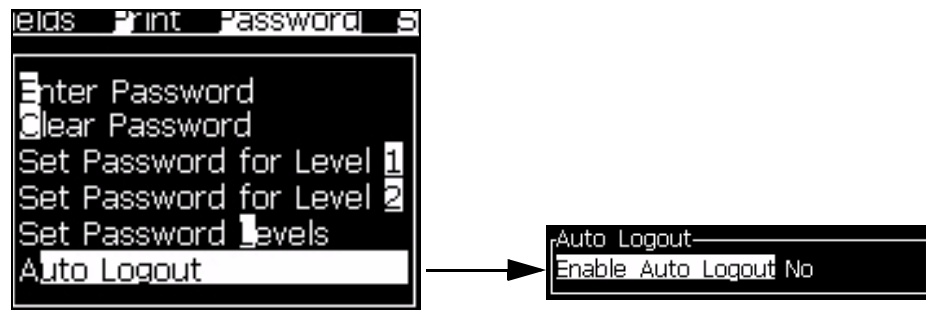 elds Print Password S
Enter Password
Clear Password
Set Password for Level 1
Set Password for Level 2
Set Password Levels
Auto Logout
Auto Logout
Enable Auto Logout No